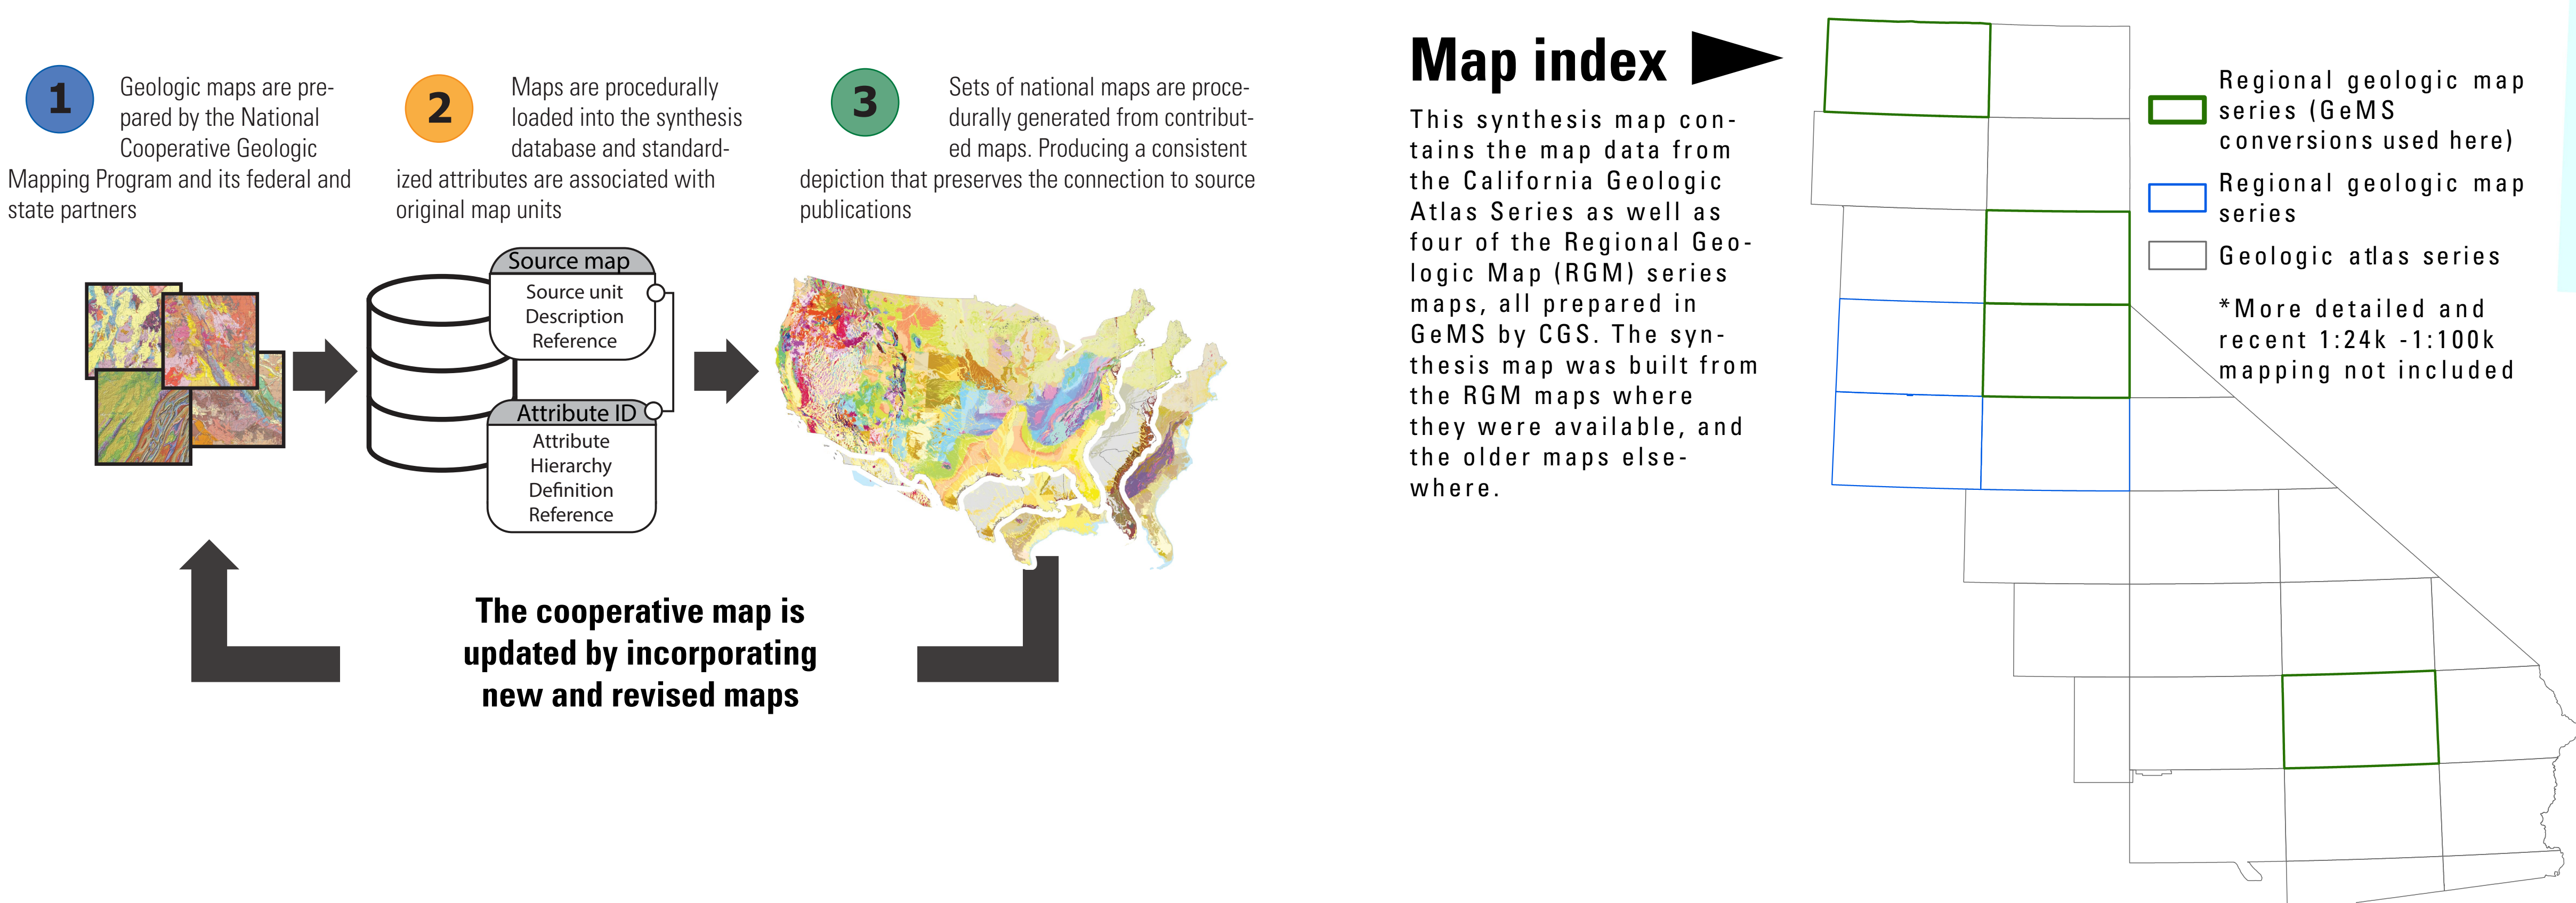 1
Geologic maps are pre-
pared by the National
Cooperative Geologic
Mapping Program and its federal and
state partners
2
Maps are procedurally
loaded into the synthesis
database and standard-
ized attributes are associated with
original map units
3
Sets of national maps are proce-
durally generated from contribut-
ed maps. Producing a consistent
depiction that preserves the connection to source
publications
Source map
Source unit
Description
Reference
Attribute ID
Attribute
Hierarchy
Definition
Reference
The cooperative map is
updated by incorporating
new and revised maps
Map index
This synthesis map con-
tains the map data from
the California Geologic
Atlas Series as well as
four of the Regional Geo-
logic Map (RGM) series
maps, all prepared in
GeMS by CGS. The syn-
thesis map was built from
the RGM maps where
they were available, and
the older maps else-
where.
Regional geologic map
series (GeMS
conversions used here)
Regional geologic map
series
Geologic atlas series
*More detailed and
recent 1:24k -1:100k
mapping not included